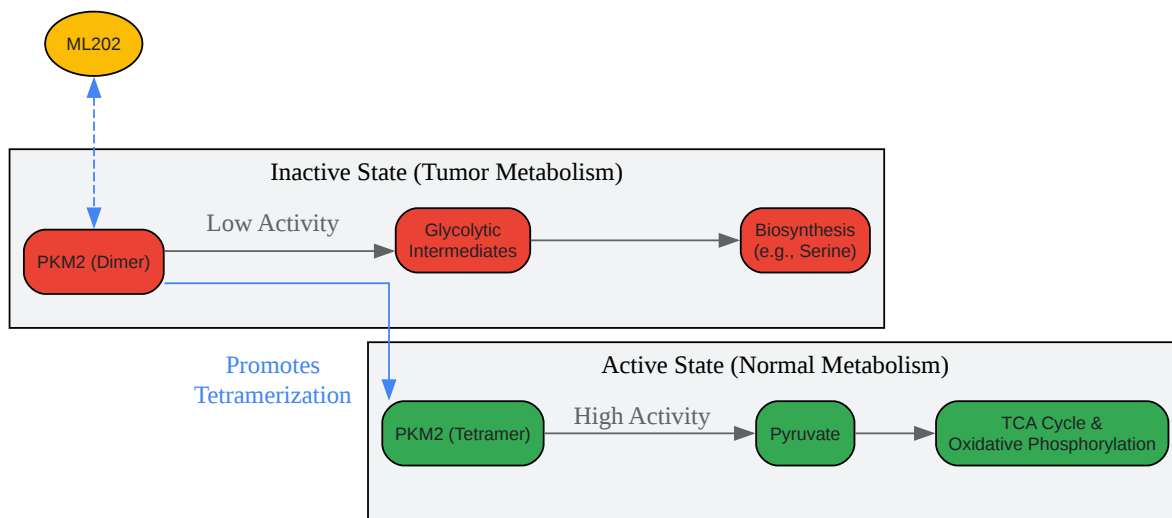 ML202
Inactive State (Tumor Metabolism)
Low Activity
PKM2 (Dimer)
Glycolytic
Intermediates
Biosynthesis
(e.g., Serine)
Promotes
Tetramerization
Active State (Normal Metabolism)
PKM2 (Tetramer)
High Activity
Pyruvate
TCA Cycle &
Oxidative Phosphorylation